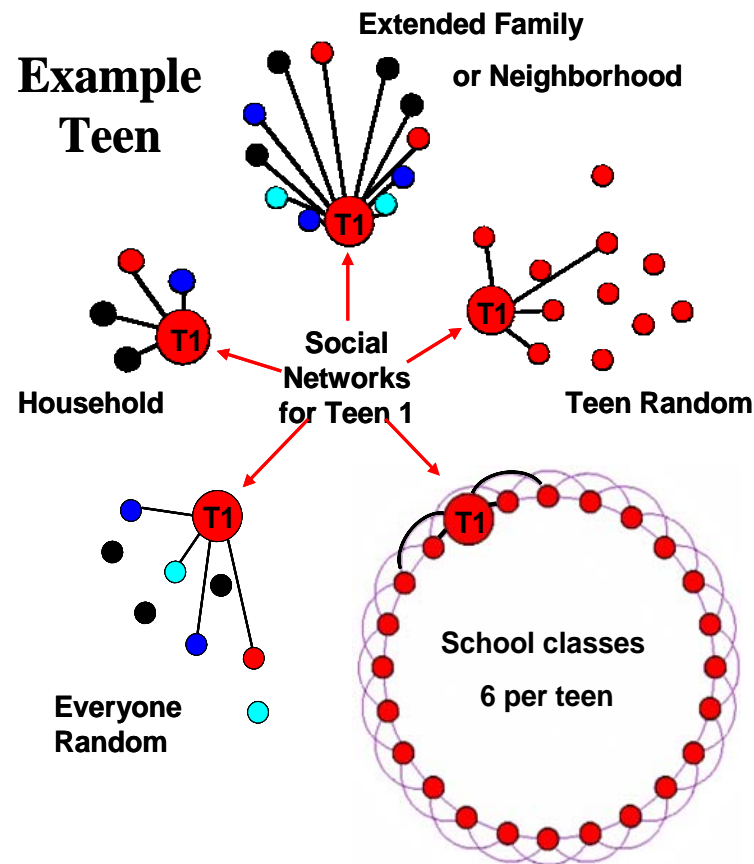 Extended Family
or Neighborhood
Example
Teen
T1
T1
T1
Social
Networks
for Teen 1
Household
Teen Random
T1
T1
School classes
6 per teen
Everyone
Random